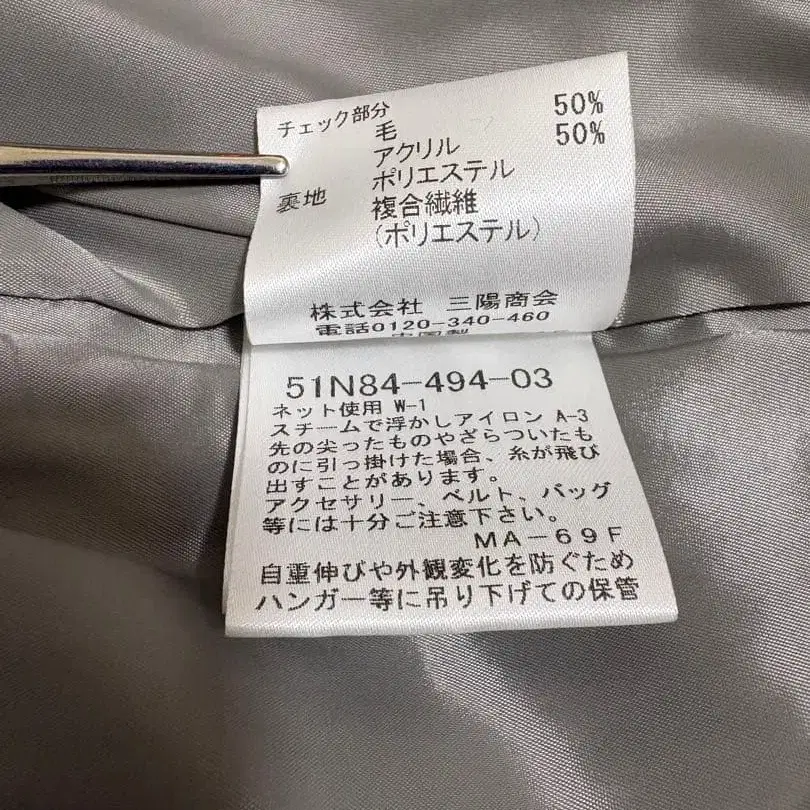 チェック部分
毛 50%
アクリル 50%
ポリエステル
裏地 複合繊維
(ポリエステル)
株式会社 三陽商会
電話0120-340-460
中国製
51N84-494-03
ネット使用 W-1
スチームで浮かしアイロン A-3
先の尖ったものやざらついたも
のに引っ掛けた場合、糸が飛び
出すことがあります。
アクセサリー、ベルト、バッグ
等には十分ご注意下さい。
MA-69F
自重伸びや外観変化を防ぐため
ハンガー等に吊り下げての保管